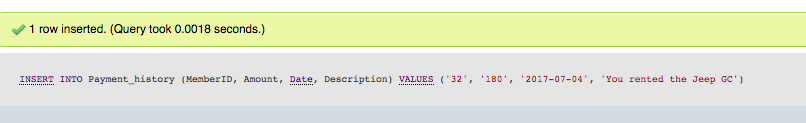 1 row inserted. (Query took 0.0018 seconds.)
INSERT INTO Payment_history (MemberID, Amount, Date, Description) VALUES ('32', '180', '2017-07-04', 'You rented the Jeep GC')